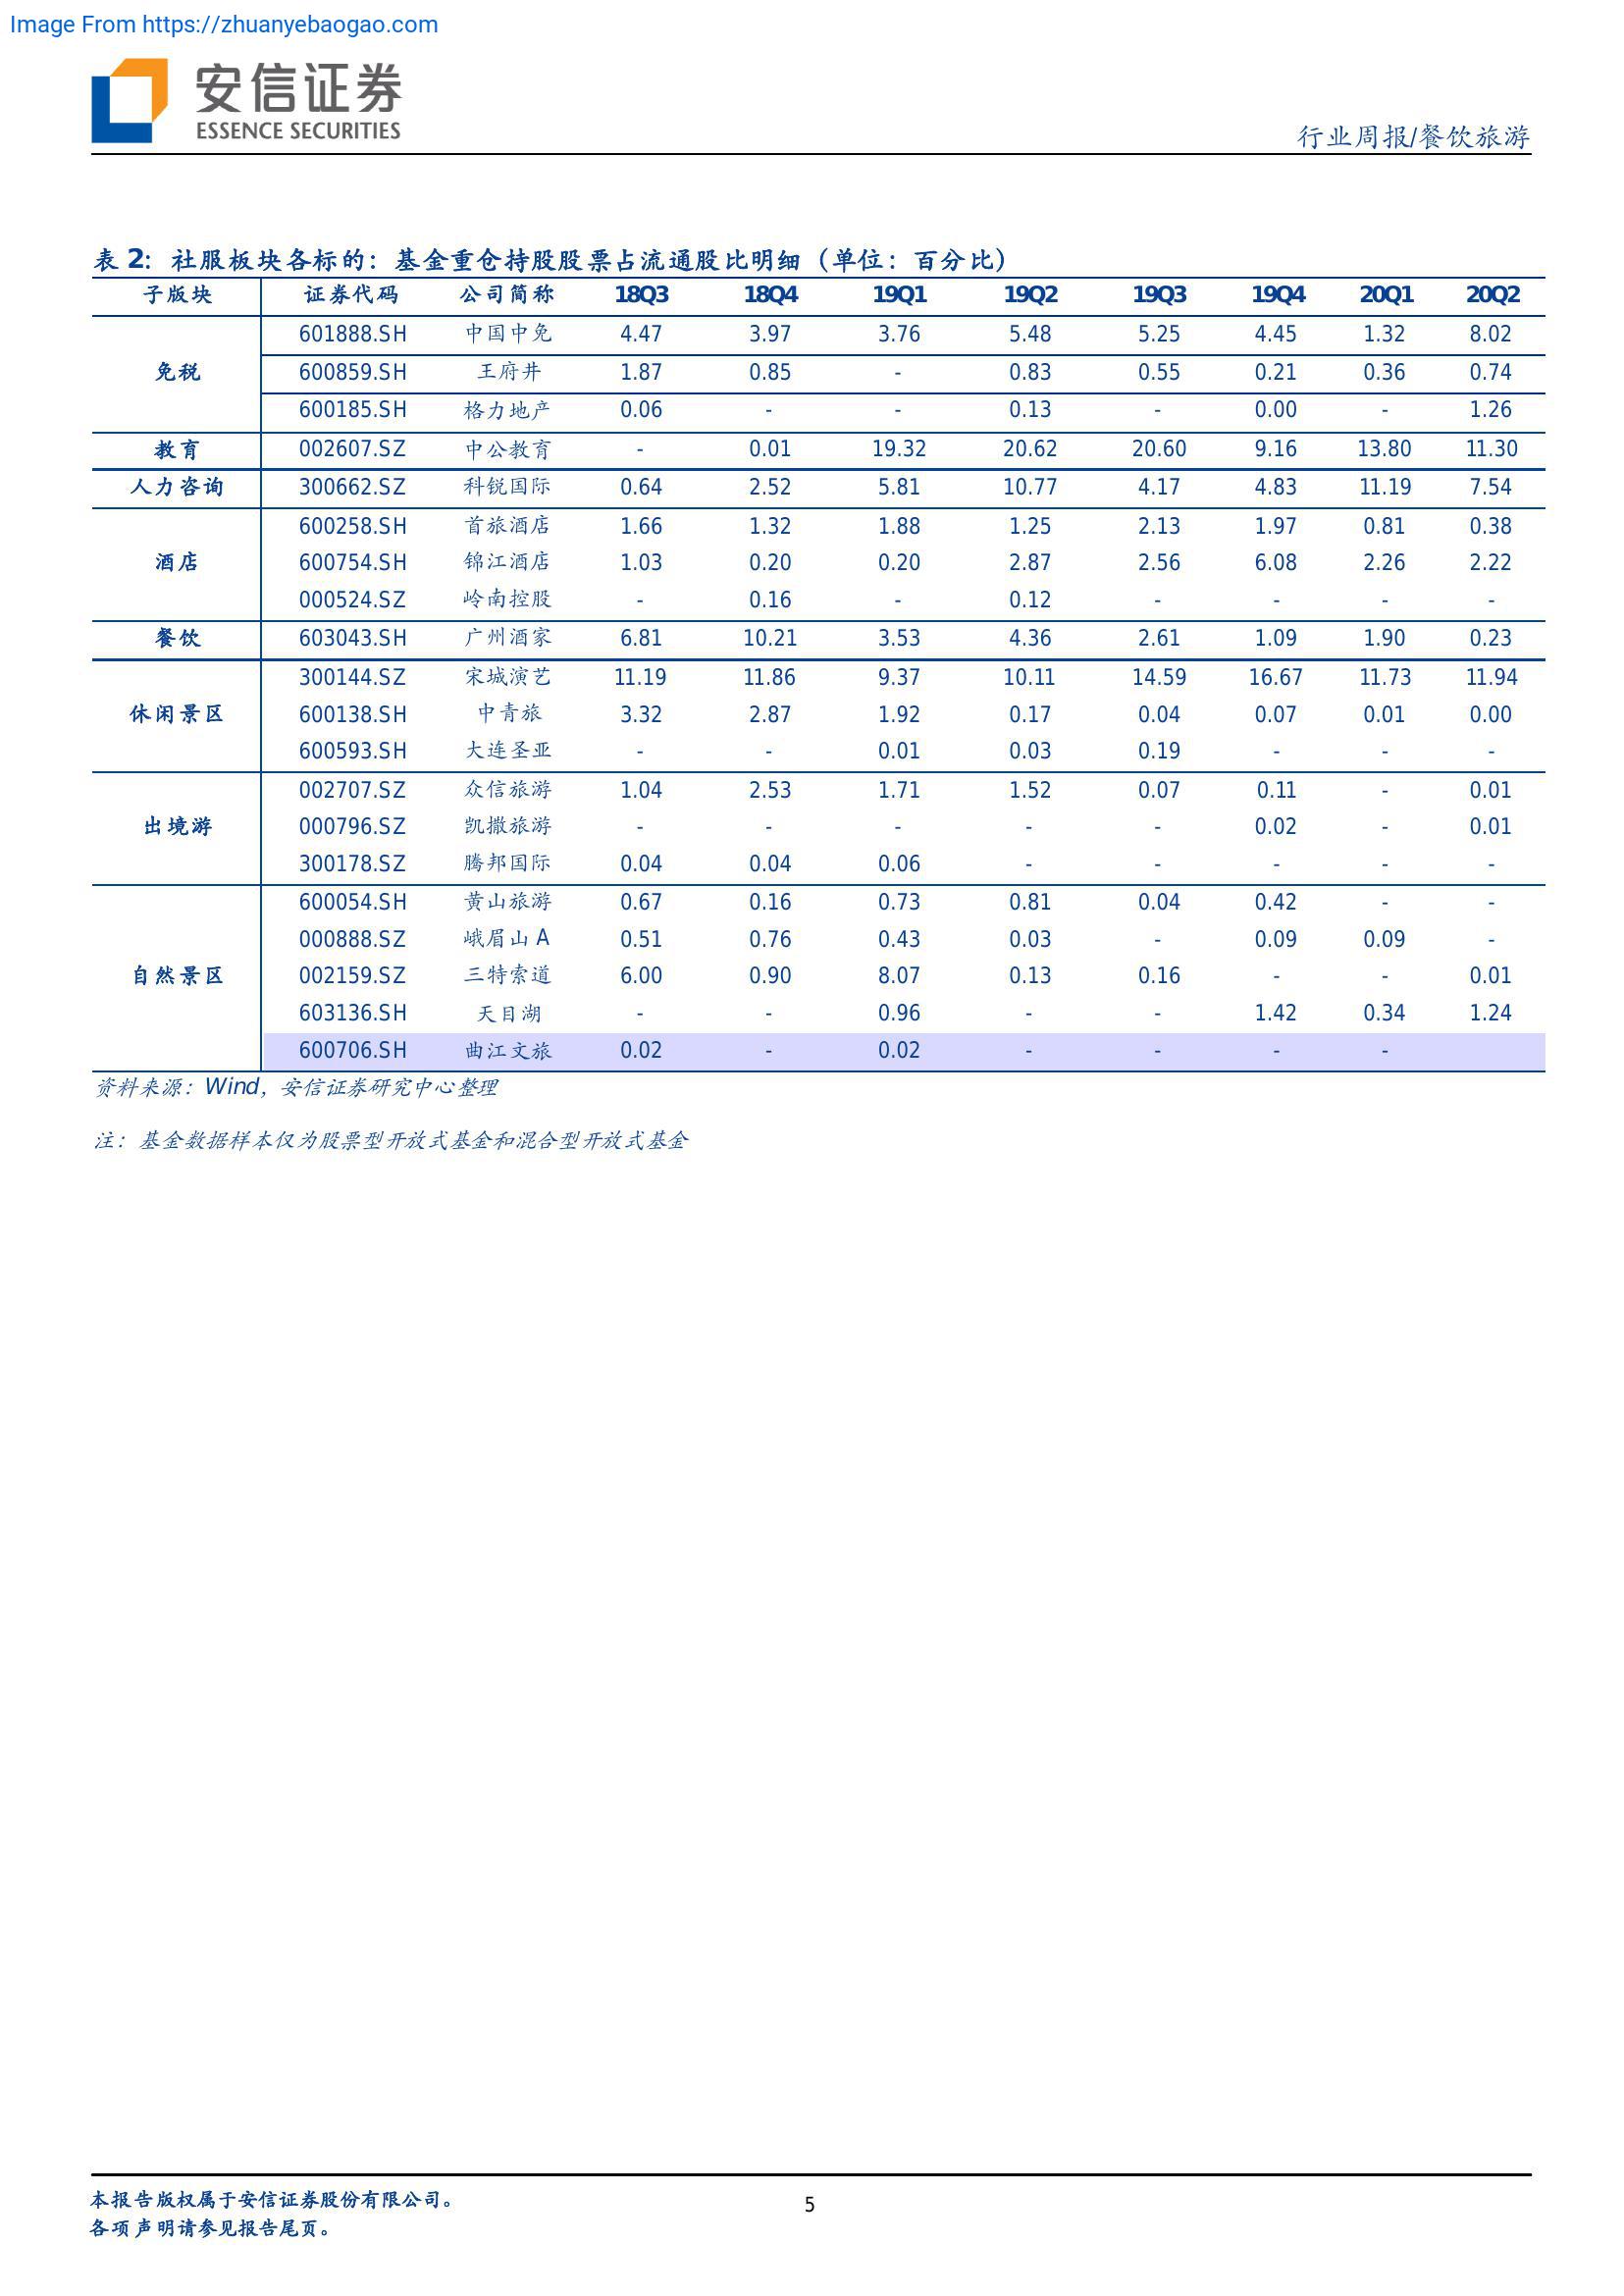 Image From https://zhuanyebaogao.com
安信证券
ESSENCE SECURITIES
行业周报/餐饮旅游
表 2：社服板块各标的：基金重仓持股股票占流通股比明细（单位：百分比）
子版块 证券代码 公司简称 18Q3 18Q4 19Q1 19Q2 19Q3 19Q4 20Q1 20Q2
免税 601888.SH 中国中免 4.47 3.97 3.76 5.48 5.25 4.45 1.32 8.02
600859.SH 王府井 1.87 0.85 - 0.83 0.55 0.21 0.36 0.74
600185.SH 格力地产 0.06 - - 0.13 - 0.00 - 1.26
教育 002607.SZ 中公教育 - 0.01 19.32 20.62 20.60 9.16 13.80 11.30
人力咨询 300662.SZ 科锐国际 0.64 2.52 5.81 10.77 4.17 4.83 11.19 7.54
酒店 600258.SH 首旅酒店 1.66 1.32 1.88 1.25 2.13 1.97 0.81 0.38
600754.SH 锦江酒店 1.03 0.20 0.20 2.87 2.56 6.08 2.26 2.22
000524.SZ 岭南控股 - 0.16 - 0.12 - - - -
餐饮 603043.SH 广州酒家 6.81 10.21 3.53 4.36 2.61 1.09 1.90 0.23
休闲景区 300144.SZ 宋城演艺 11.19 11.86 9.37 10.11 14.59 16.67 11.73 11.94
600138.SH 中青旅 3.32 2.87 1.92 0.17 0.04 0.07 0.01 0.00
600593.SH 大连圣亚 - - 0.01 0.03 0.19 - - -
出境游 002707.SZ 众信旅游 1.04 2.53 1.71 1.52 0.07 0.11 - 0.01
000796.SZ 凯撒旅游 - - - - - 0.02 - 0.01
300178.SZ 腾邦国际 0.04 0.04 0.06 - - - - -
自然景区 600054.SH 黄山旅游 0.67 0.16 0.73 0.81 0.04 0.42 - -
000888.SZ 峨眉山 A 0.51 0.76 0.43 0.03 - 0.09 0.09 -
002159.SZ 三特索道 6.00 0.90 8.07 0.13 0.16 - - 0.01
603136.SH 天目湖 - - 0.96 - - 1.42 0.34 1.24
600706.SH 曲江文旅 0.02 - 0.02 - - - -
资料来源：Wind，安信证券研究中心整理
注：基金数据样本仅为股票型开放式基金和混合型开放式基金
本报告版权属于安信证券股份有限公司。
各项声明请参见报告尾页。
5